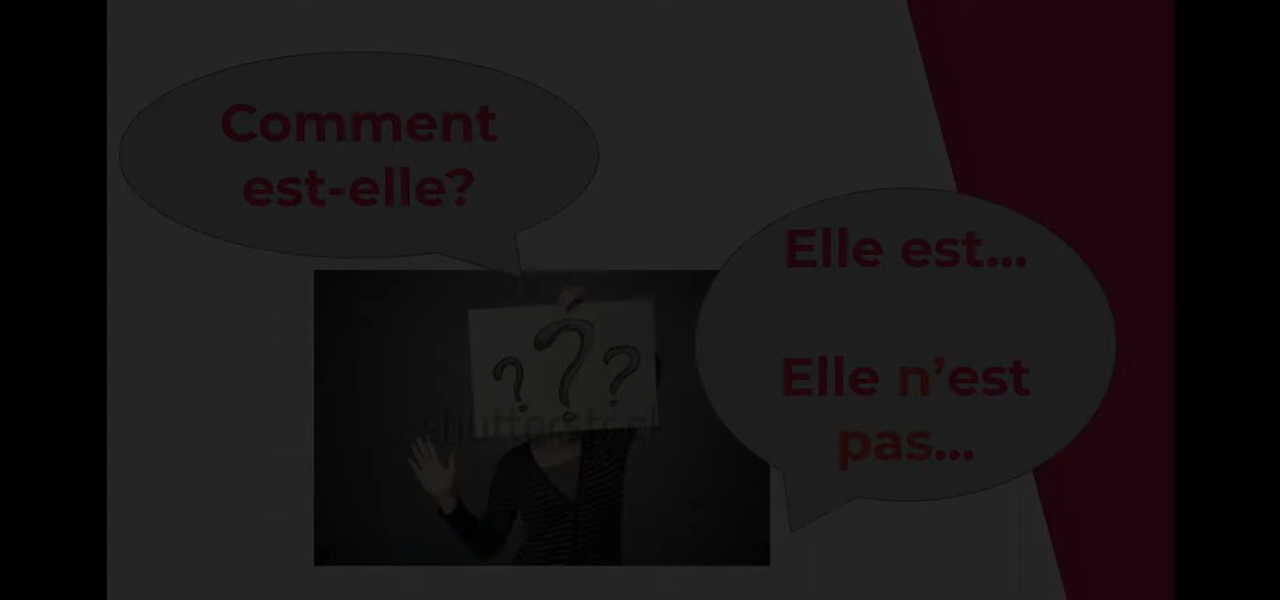 Comment
est-elle?
Elle est...
Elle n'est
pas...
? ? ?